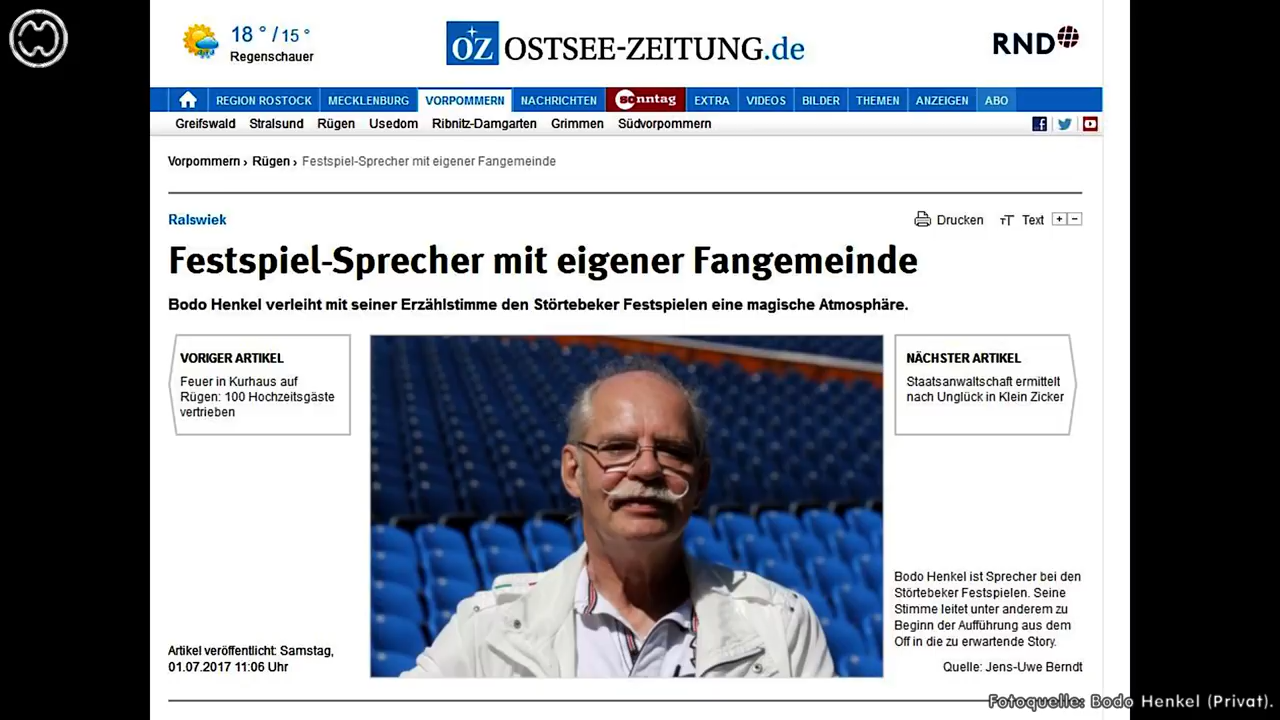 18 ° / 15 °
Regenschauer
OZ OSTSEE-ZEITUNG.de
RND
REGION ROSTOCK MECKLENBURG VORPOMMERN NACHRICHTEN sonntag EXTRA VIDEOS BILDER THEMEN ANZEIGEN ABO
Greifswald Stralsund Rügen Usedom Ribnitz-Damgarten Grimmen Südvorpommern
Vorpommern › Rügen › Festspiel-Sprecher mit eigener Fangemeinde
Ralswiek
Drucken
TT Text + −
Festspiel-Sprecher mit eigener Fangemeinde
Bodo Henkel verleiht mit seiner Erzählstimme den Störtebeker Festspielen eine magische Atmosphäre.
VORIGER ARTIKEL
Feuer in Kurhaus auf
Rügen: 100 Hochzeitsgäste
vertrieben
NÄCHSTER ARTIKEL
Staatsanwaltschaft ermittelt
nach Unglück in Klein Zicker
Bodo Henkel ist Sprecher bei den
Störtebeker Festspielen. Seine
Stimme leitet unter anderem zu
Beginn der Aufführung aus dem
Off in die zu erwartende Story.
Quelle: Jens-Uwe Berndt
Artikel veröffentlicht: Samstag,
01.07.2017 11:06 Uhr
Fotoquelle: Bodo Henkel (Privat).